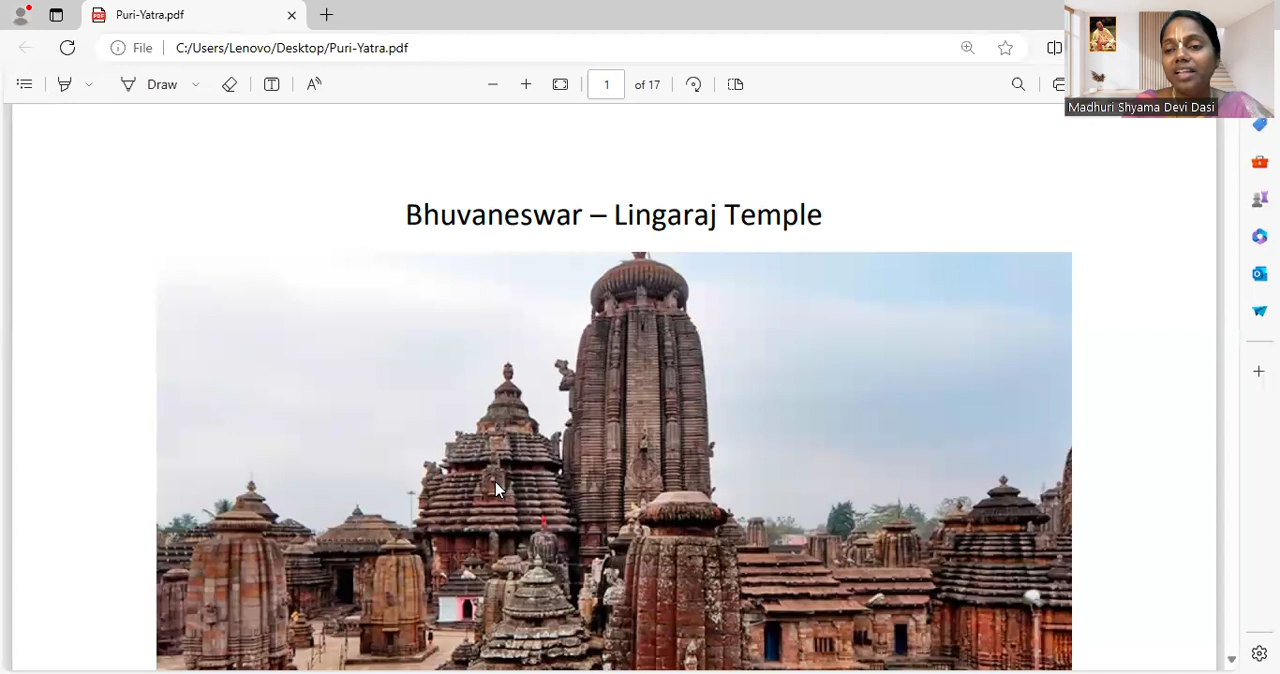 Puri-Yatra.pdf
File C:/Users/Lenovo/Desktop/Puri-Yatra.pdf
Draw 1 of 17
Madhuri Shyama Devi Dasi
Bhuvaneswar – Lingaraj Temple